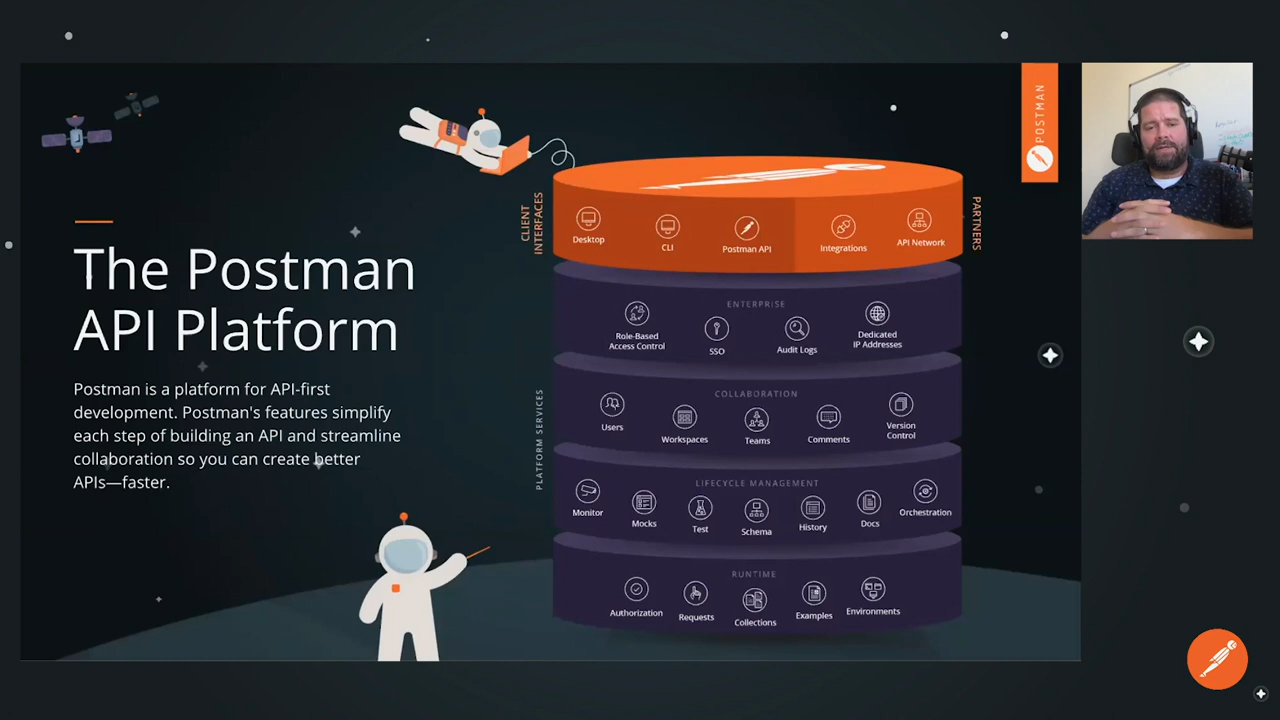 The Postman
API Platform
Postman is a platform for API-first
development. Postman's features simplify
each step of building an API and streamline
collaboration so you can create better
APIs—faster.
CLIENT
INTERFACES
Desktop
CLI
Postman API
Integrations
API Network
PARTNERS
POSTMAN
PLATFORM SERVICES
ENTERPRISE
Role-Based
Access Control
SSO
Audit Logs
Dedicated
IP Addresses
COLLABORATION
Users
Workspaces
Teams
Comments
Version
Control
LIFECYCLE MANAGEMENT
Monitor
Mocks
Test
Schema
History
Docs
Orchestration
RUNTIME
Authorization
Requests
Collections
Examples
Environments